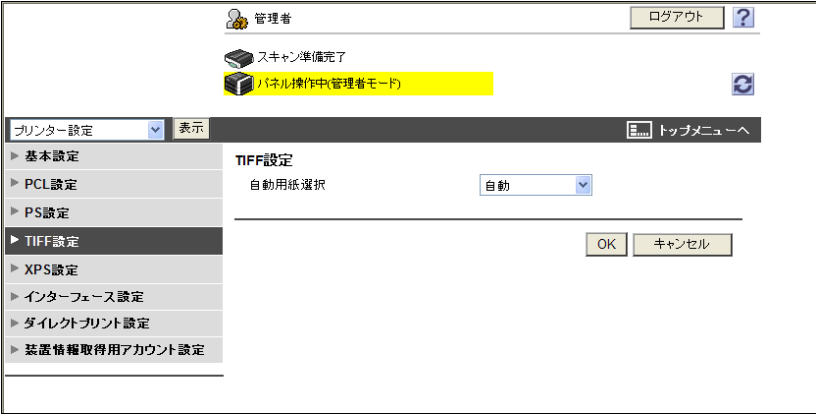 管理者
ログアウト
?
スキャン準備完了
パネル操作中(管理者モード)
プリンター設定
表示
トップメニューへ
基本設定
PCL設定
PS設定
TIFF設定
XPS設定
インターフェース設定
ダイレクトプリント設定
装置情報取得用アカウント設定
TIFF設定
自動用紙選択
自動
OK
キャンセル